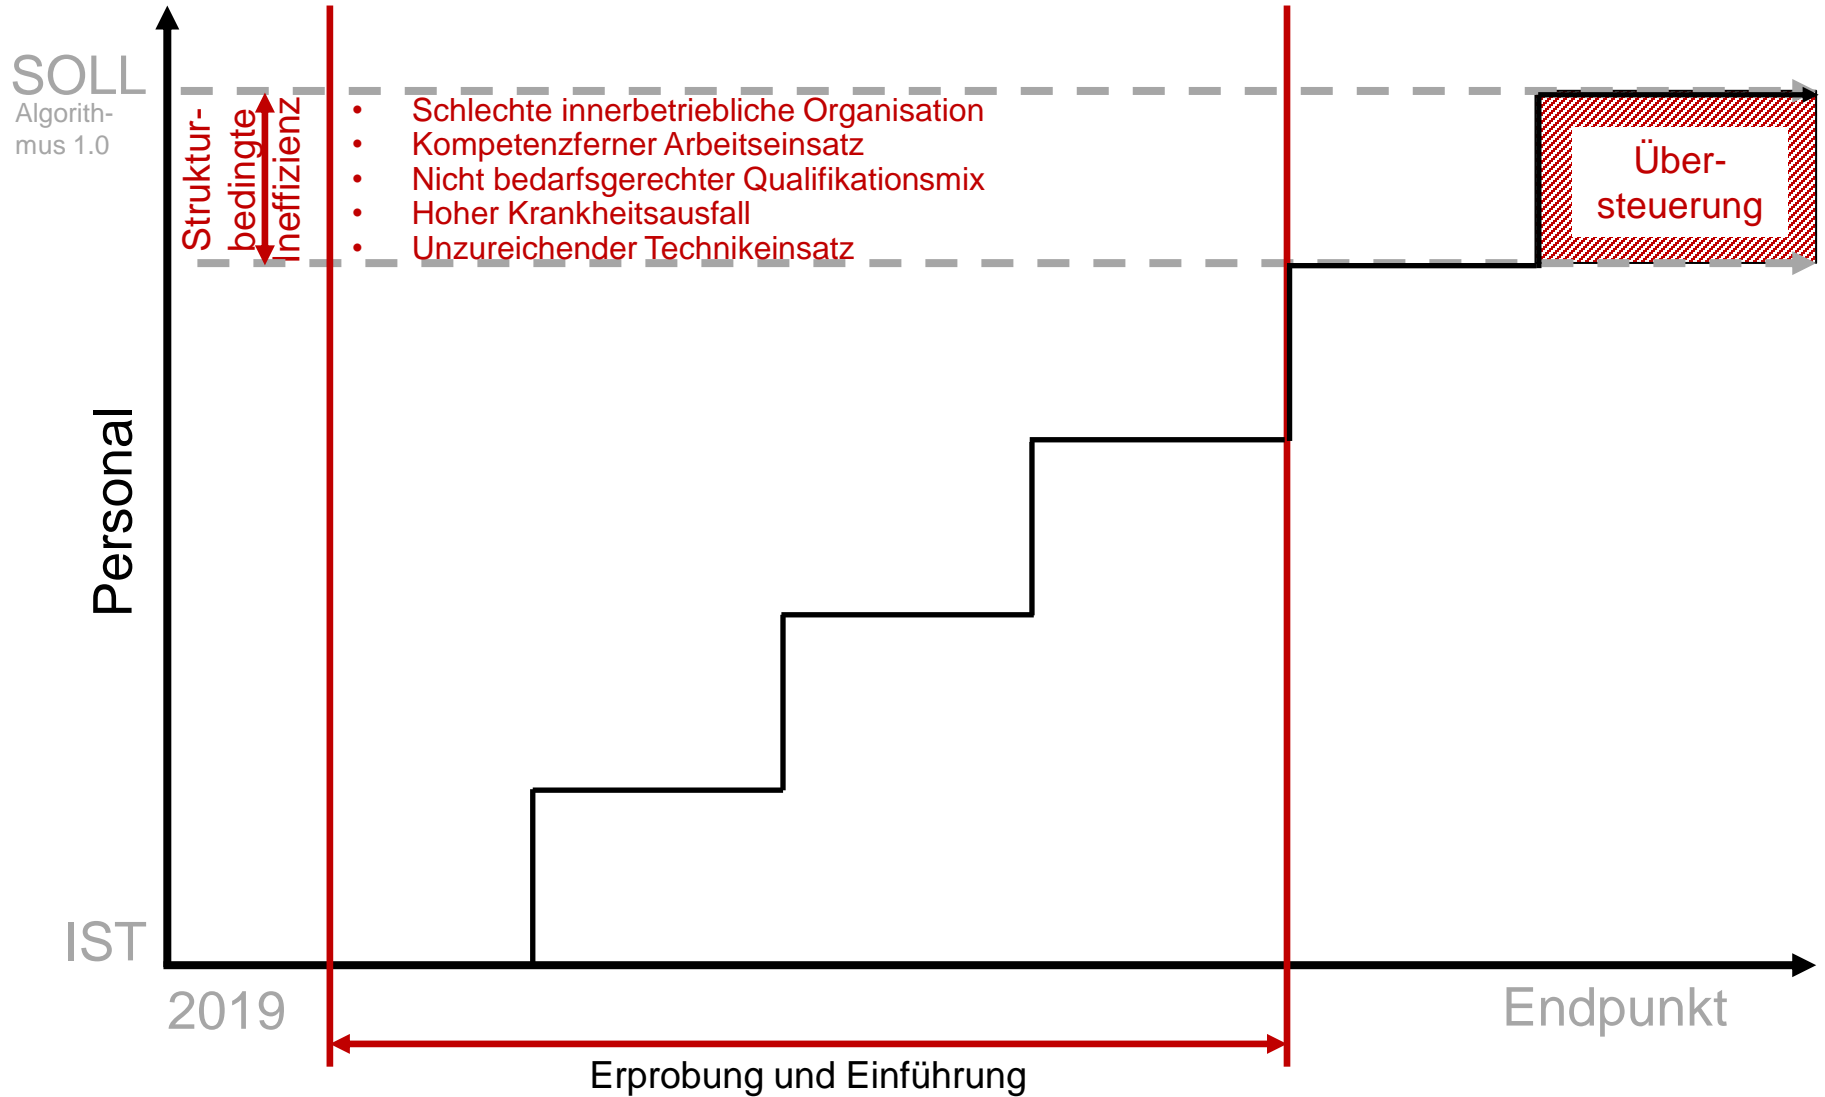 SOLL
Algorith-
mus 1.0
Struktur-
bedingte
Ineffizienz
• Schlechte innerbetriebliche Organisation
• Kompetenzferner Arbeitseinsatz
• Nicht bedarfsgerechter Qualifikationsmix
• Hoher Krankheitsausfall
• Unzureichender Technikeinsatz
Über-
steuerung
Personal
IST
2019
Endpunkt
Erprobung und Einführung